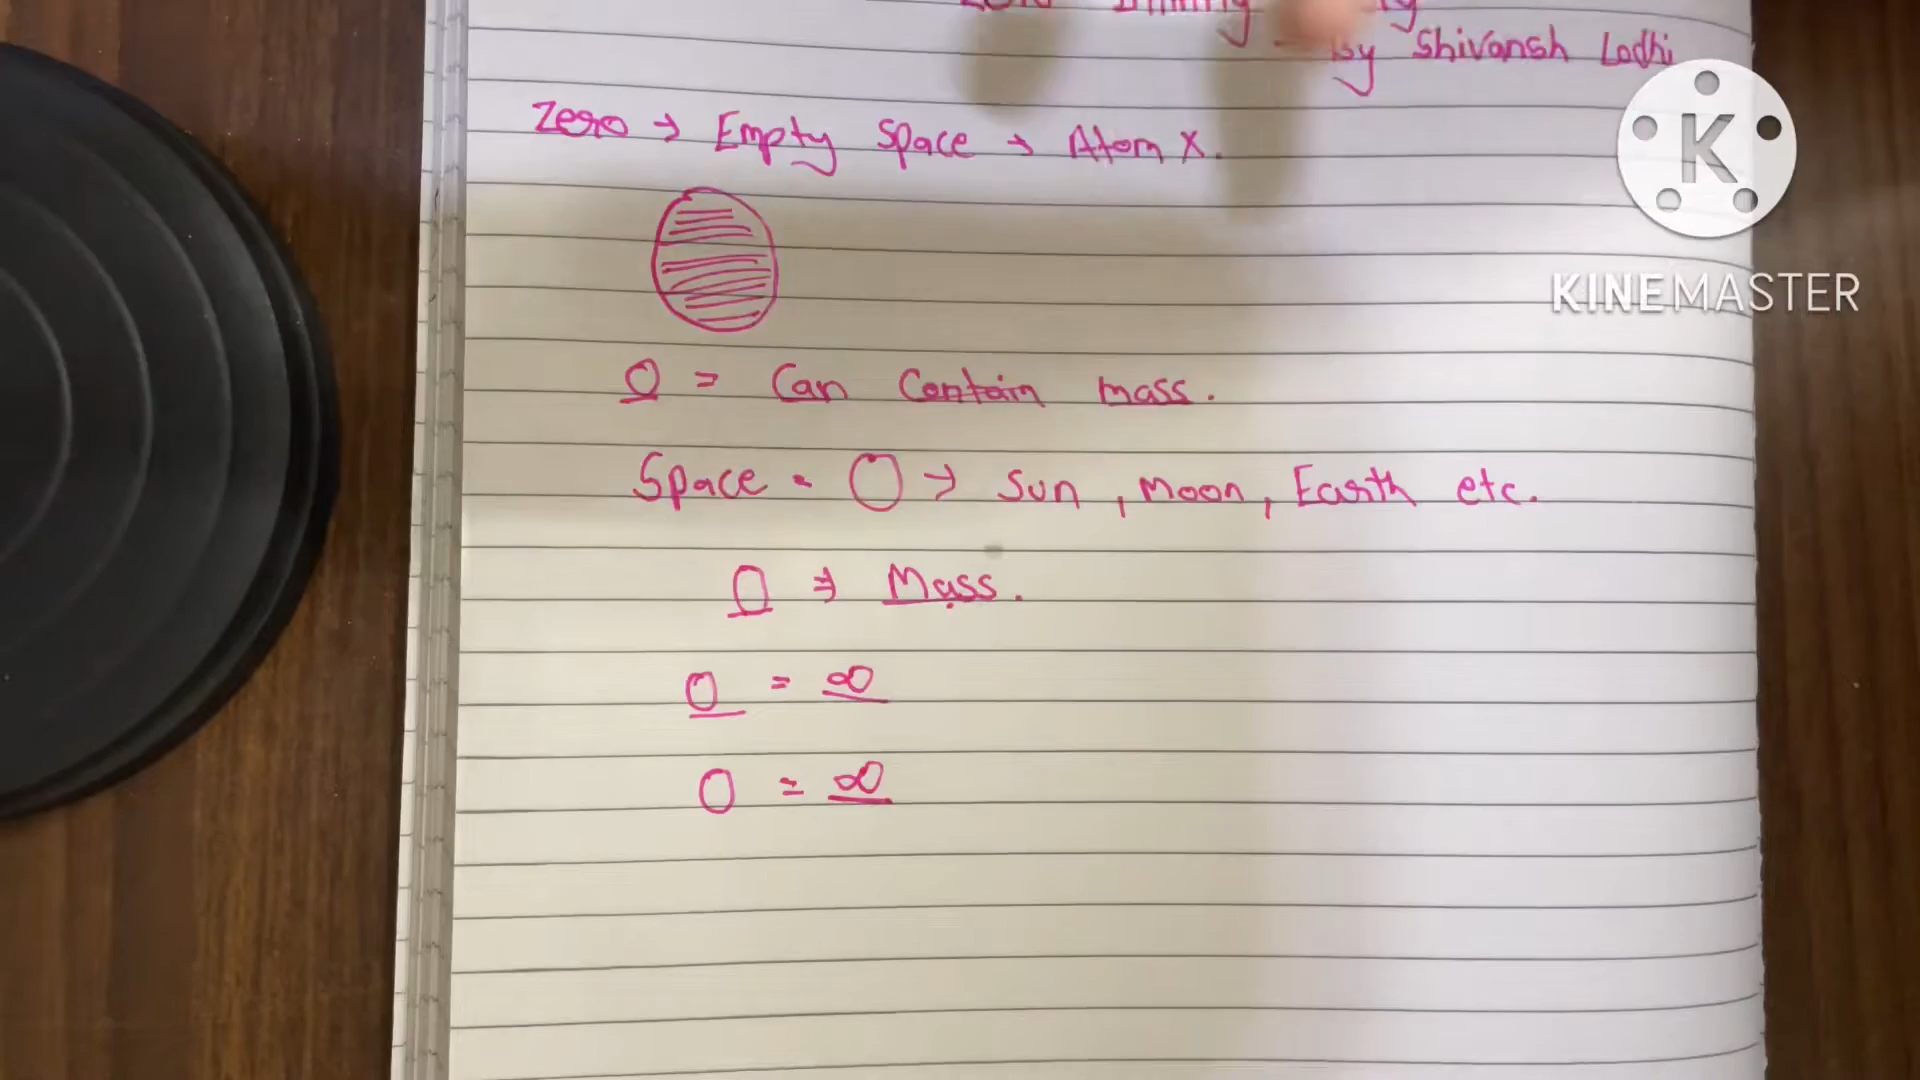 By Shivansh Lodhi
Zero → Empty Space → Atom X.
0 = Can Contain mass.
Space = 0 → Sun, Moon, Earth etc.
0 ⇒ Mass.
0 = ∞
0 = ∞
K
KINEMASTER